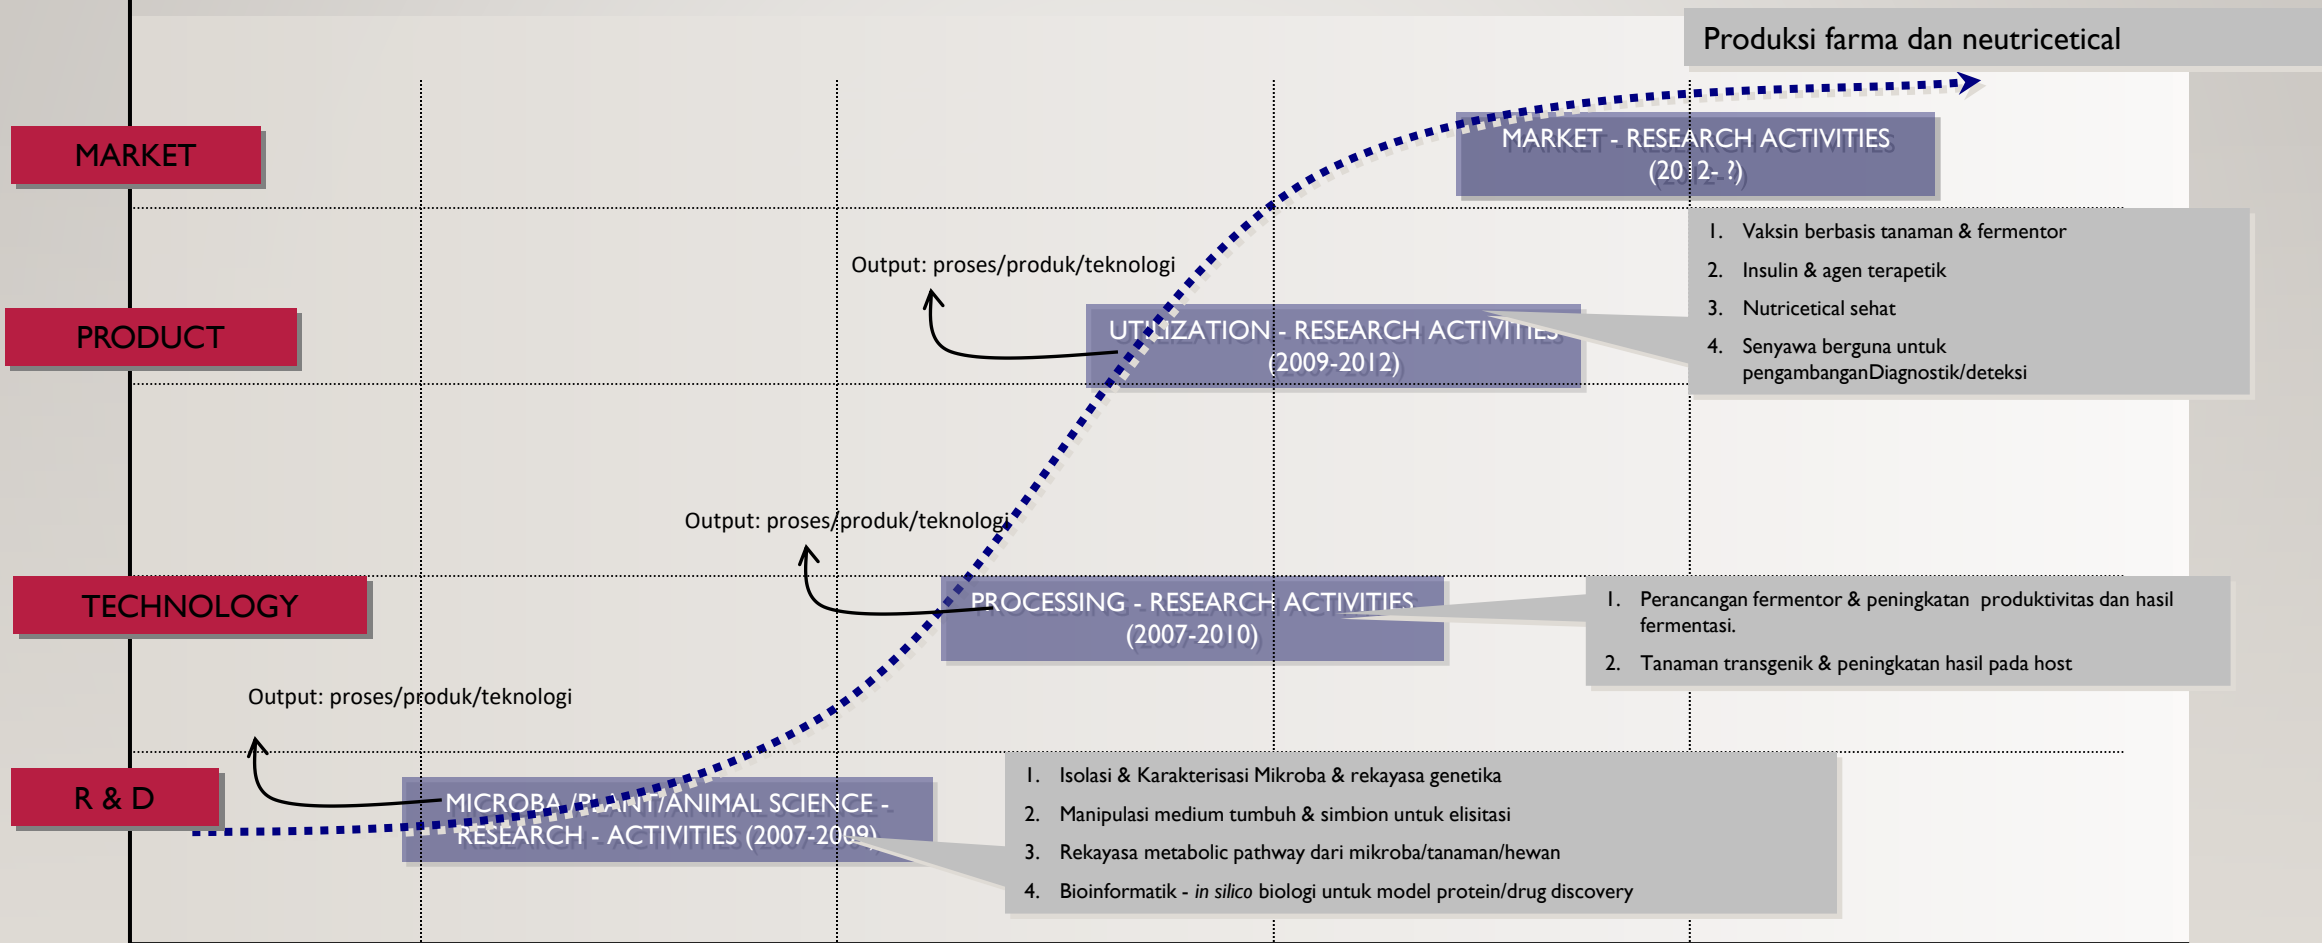 Produksi farma dan neutricetical
MARKET
MARKET - RESEARCH ACTIVITIES
(2012- ?)
Output: proses/produk/teknologi
1. Vaksin berbasis tanaman & fermentor
2. Insulin & agen terapetik
3. Nutricetical sehat
4. Senyawa berguna untuk
pengambanganDiagnostik/deteksi
PRODUCT
UTILIZATION - RESEARCH ACTIVITIES
(2009-2012)
Output: proses/produk/teknologi
TECHNOLOGY
PROCESSING - RESEARCH ACTIVITIES
(2007-2010)
1. Perancangan fermentor & peningkatan produktivitas dan hasil
fermentasi.
2. Tanaman transgenik & peningkatan hasil pada host
Output: proses/produk/teknologi
R & D
MICROBA /PLANT/ANIMAL SCIENCE -
RESEARCH - ACTIVITIES (2007-2009)
1. Isolasi & Karakterisasi Mikroba & rekayasa genetika
2. Manipulasi medium tumbuh & simbion untuk elisitasi
3. Rekayasa metabolic pathway dari mikroba/tanaman/hewan
4. Bioinformatik - in silico biologi untuk model protein/drug discovery